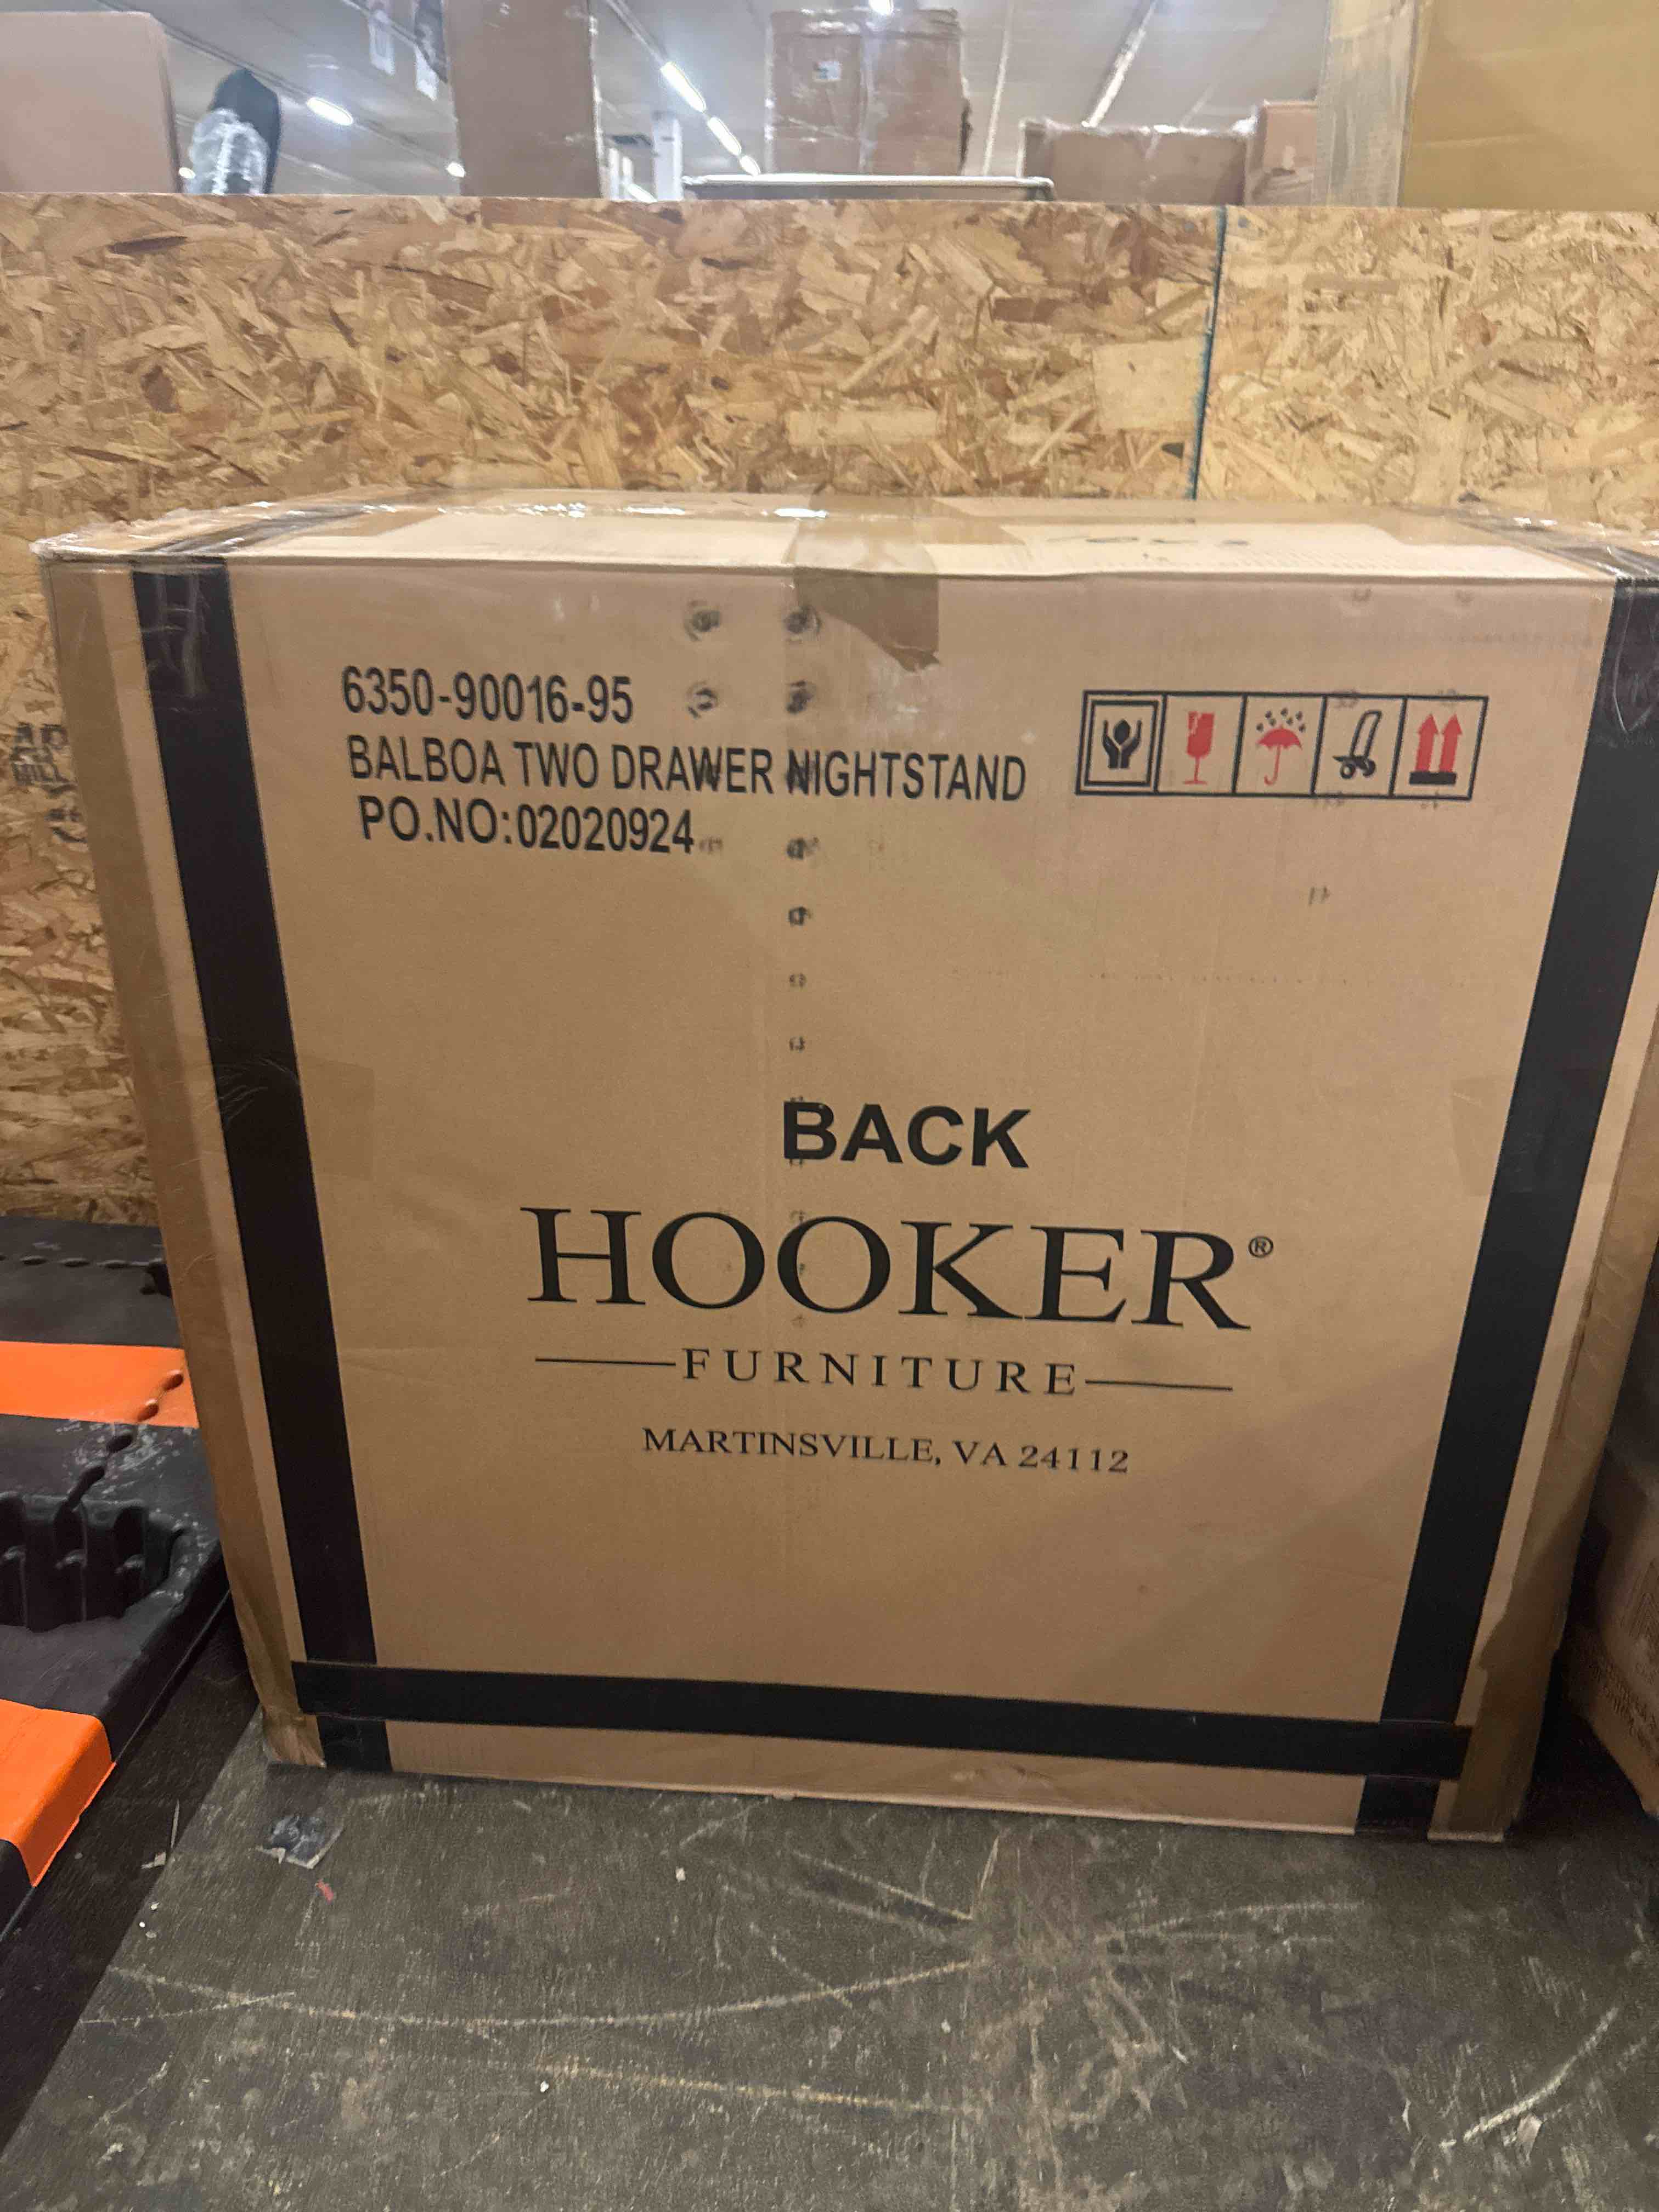 6350-90016-95
BALBOA TWO DRAWER NIGHTSTAND
PO.NO:02020924
BACK
HOOKER®
FURNITURE
MARTINSVILLE, VA 24112